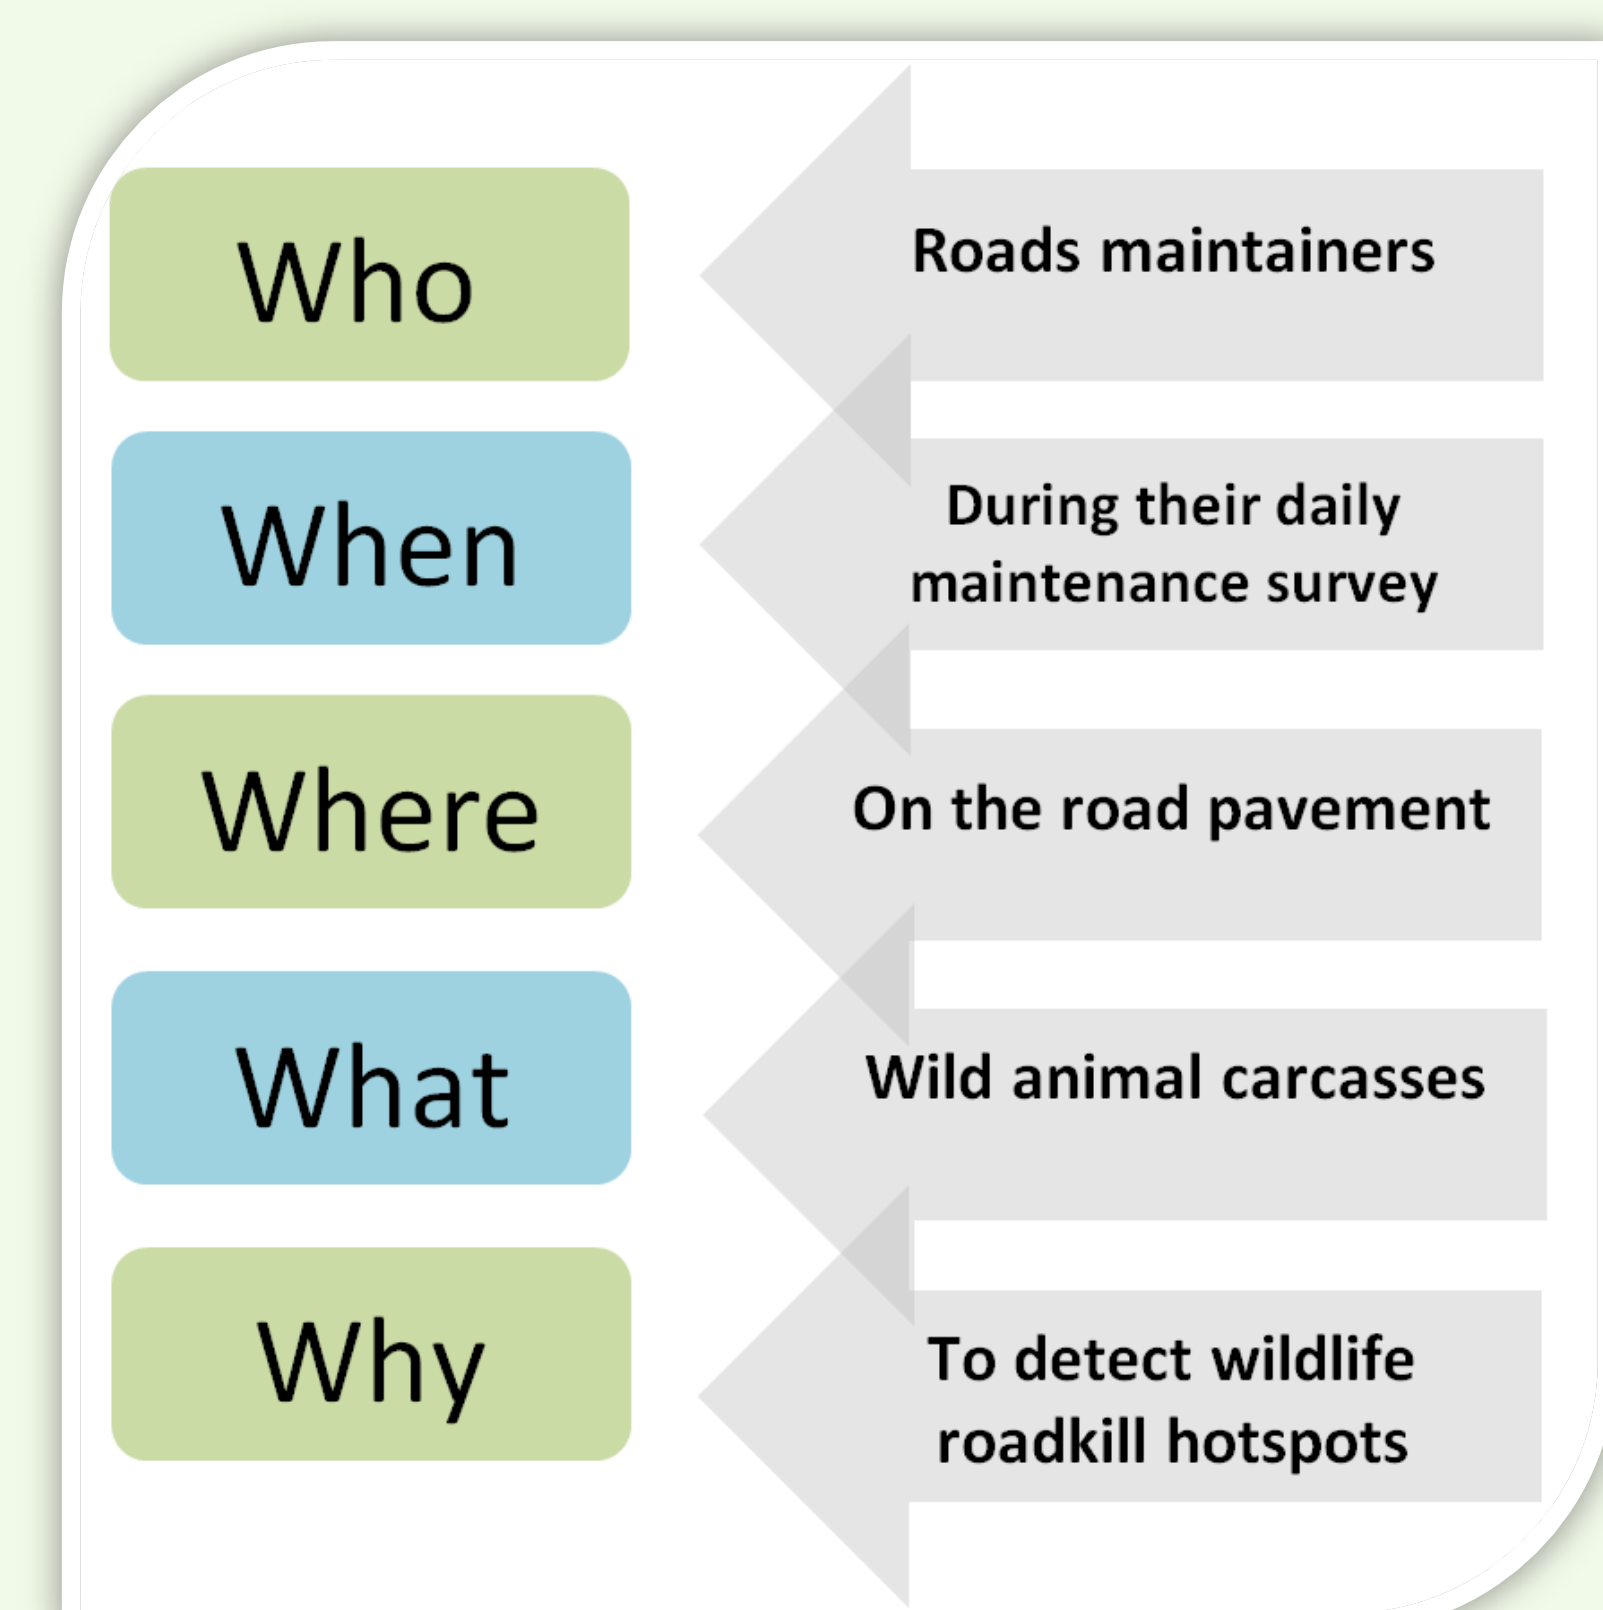 Who
Roads maintainers
When
During their daily
maintenance survey
Where
On the road pavement
What
Wild animal carcasses
Why
To detect wildlife
roadkill hotspots